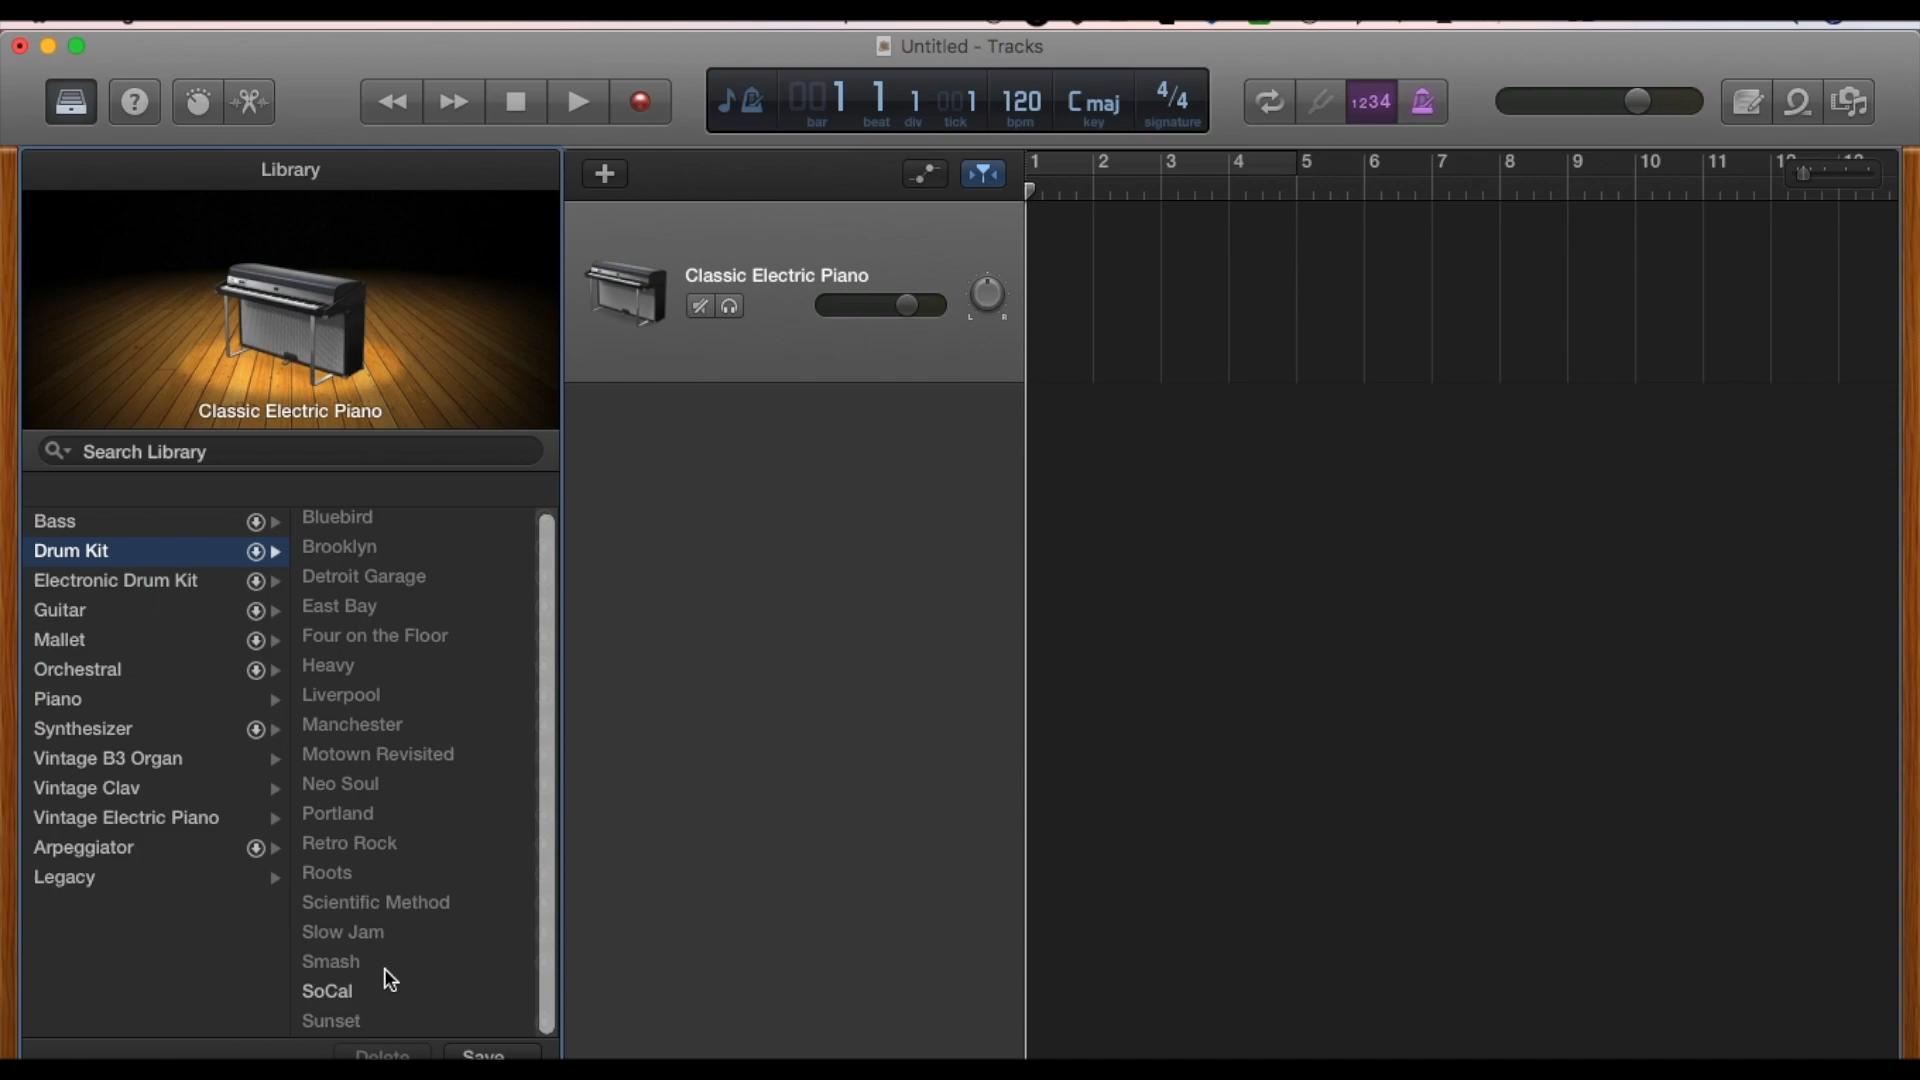 Untitled - Tracks
001 1 1 001 120 C maj 4/4
bar beat div tick bpm key signature
1234
Library
1 2 3 4 5 6 7 8 9 10 11
Classic Electric Piano
L R
Classic Electric Piano
Search Library
Bass
Drum Kit
Electronic Drum Kit
Guitar
Mallet
Orchestral
Piano
Synthesizer
Vintage B3 Organ
Vintage Clav
Vintage Electric Piano
Arpeggiator
Legacy
Bluebird
Brooklyn
Detroit Garage
East Bay
Four on the Floor
Heavy
Liverpool
Manchester
Motown Revisited
Neo Soul
Portland
Retro Rock
Roots
Scientific Method
Slow Jam
Smash
SoCal
Sunset
Delete Save...